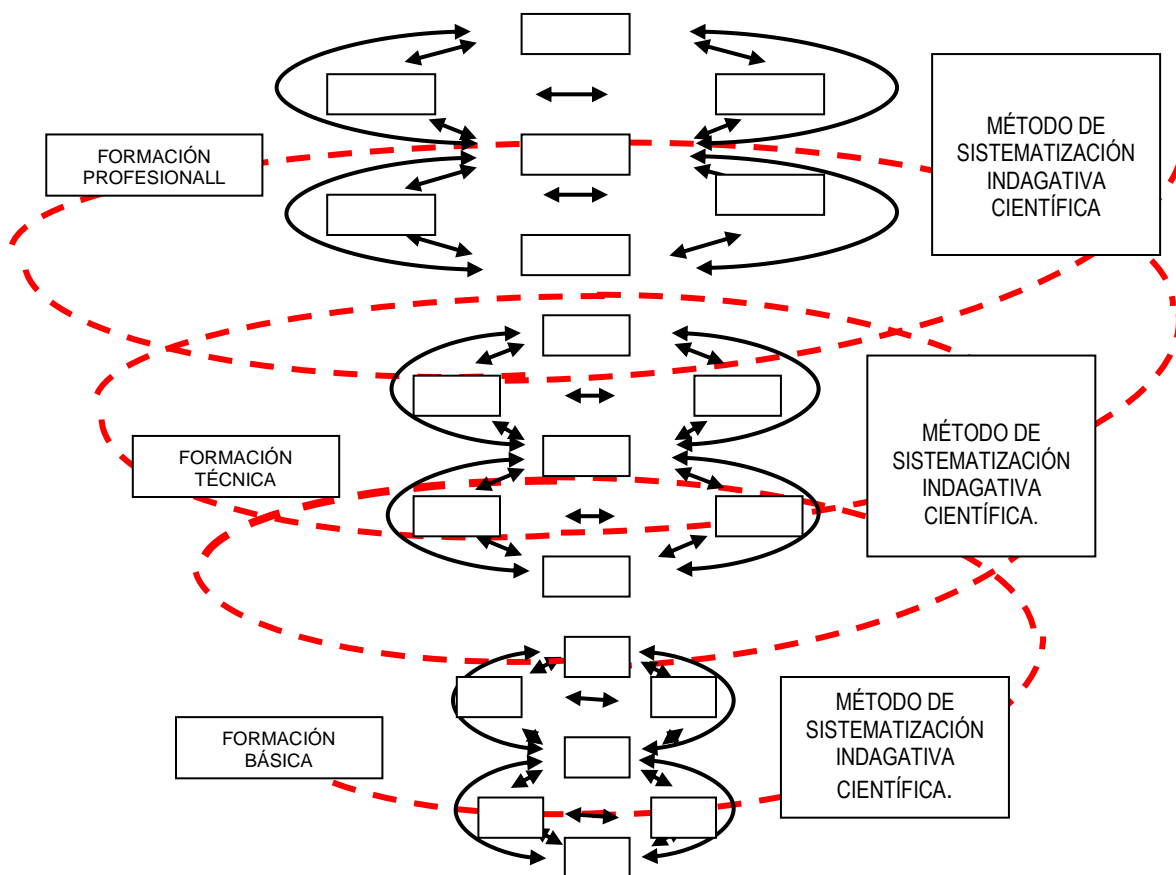 FORMACIÓN
PROFESIONALL
MÉTODO DE
SISTEMATIZACIÓN
INDAGATIVA
CIENTÍFICA
FORMACIÓN
TÉCNICA
MÉTODO DE
SISTEMATIZACIÓN
INDAGATIVA
CIENTÍFICA.
FORMACIÓN
BÁSICA
MÉTODO DE
SISTEMATIZACIÓN
INDAGATIVA
CIENTÍFICA.